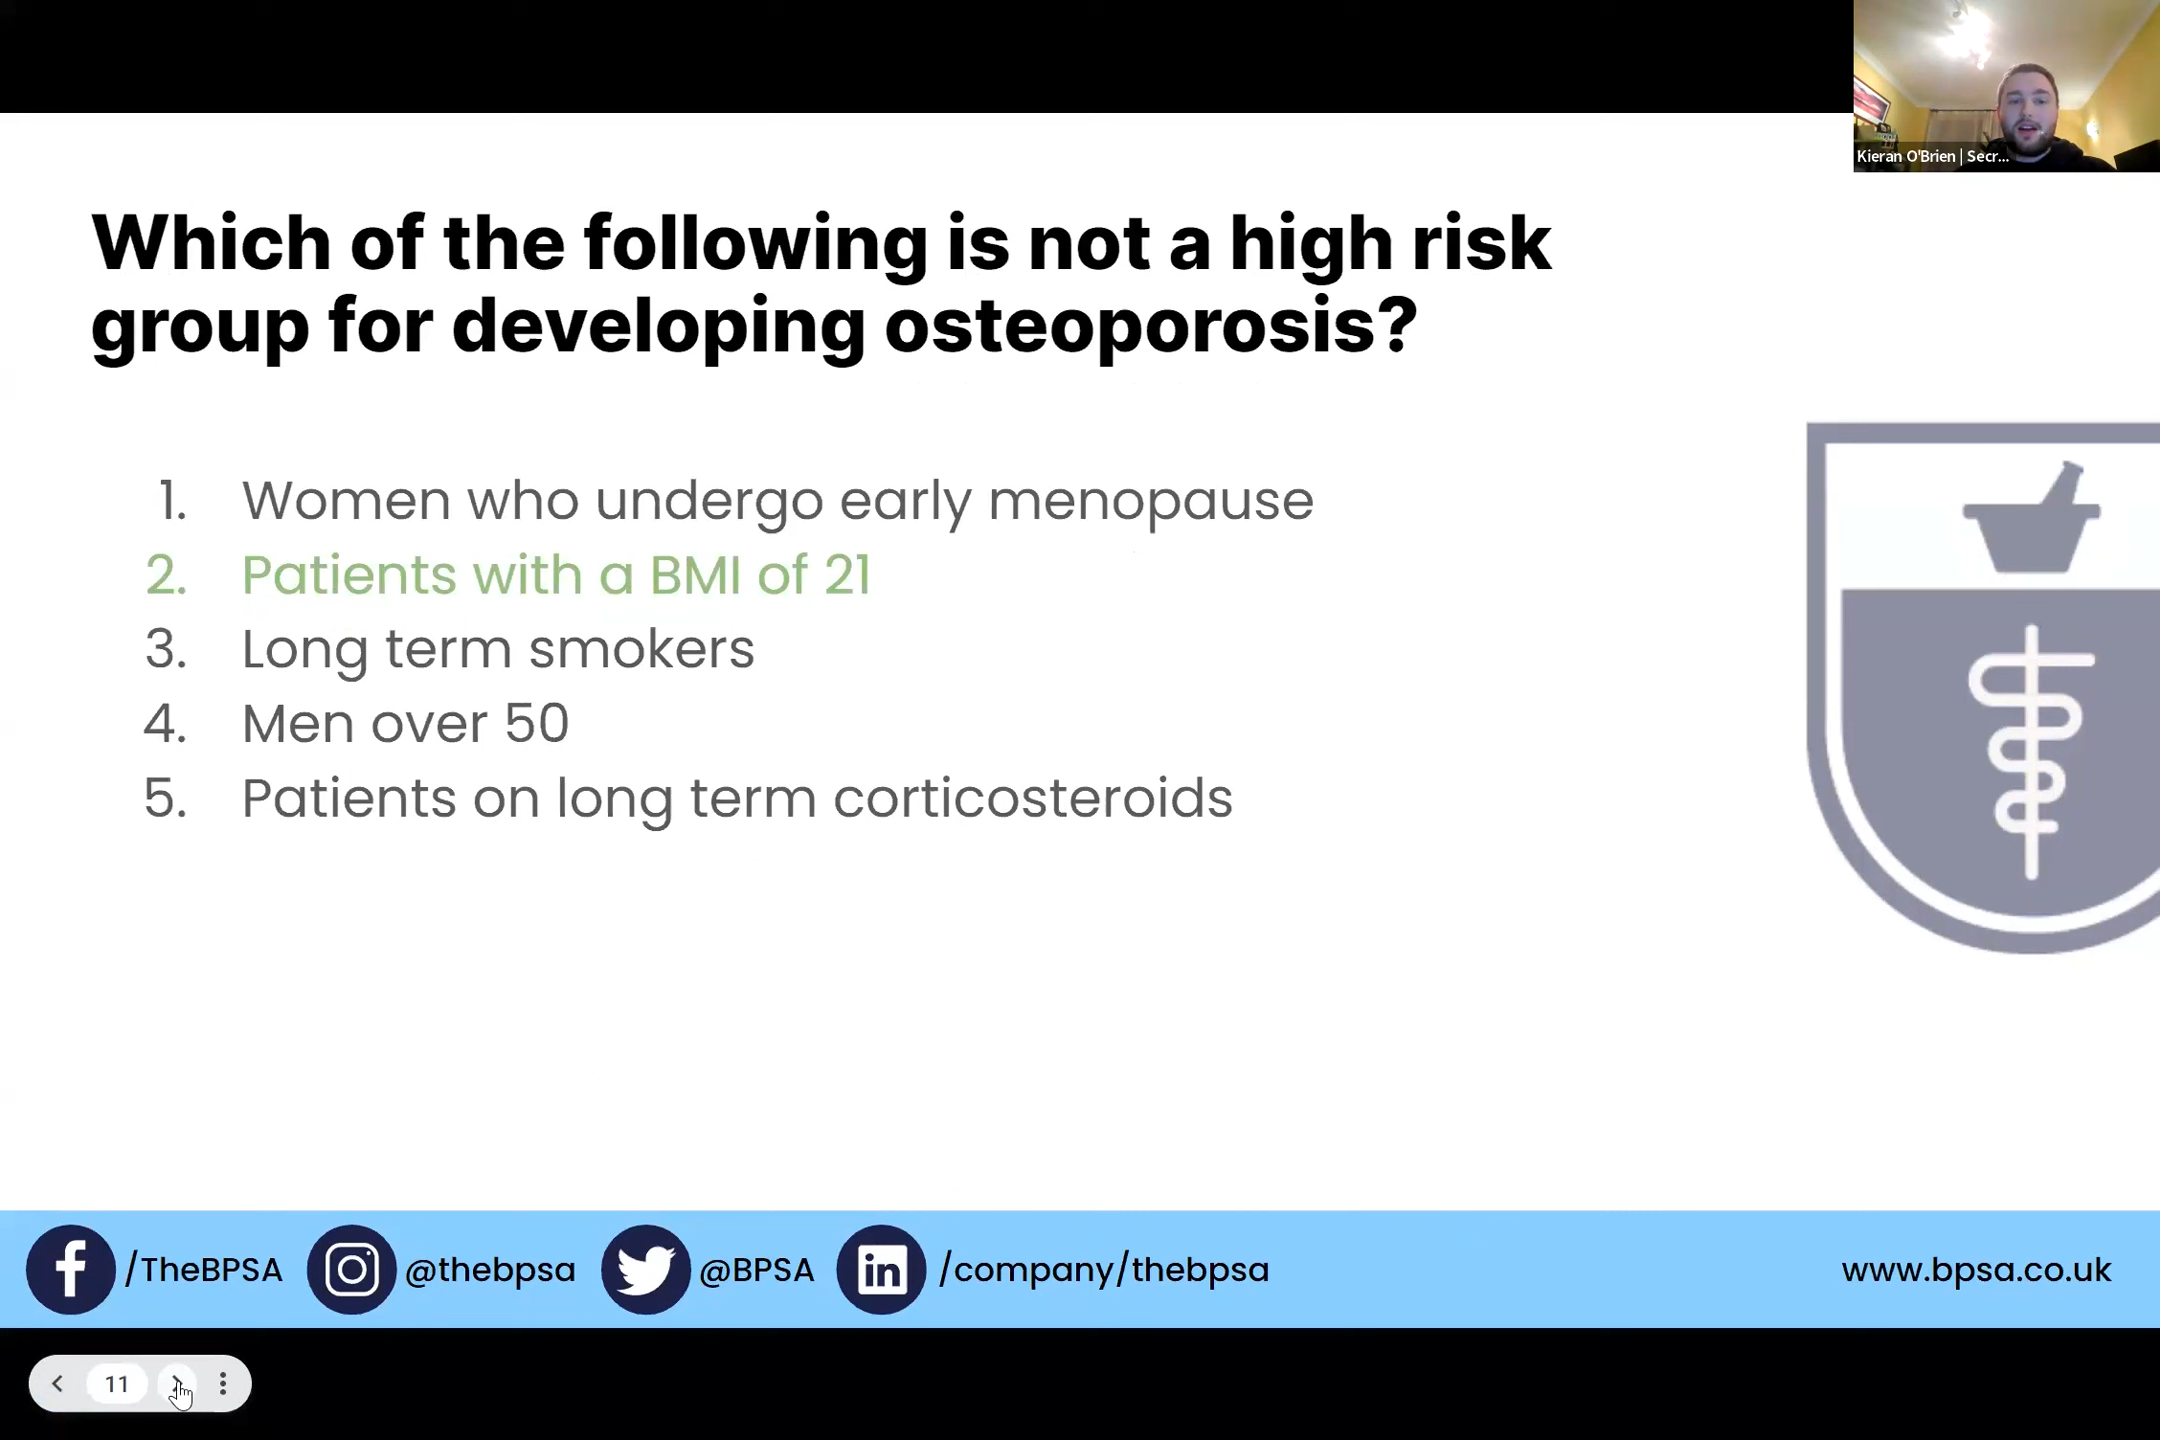 Kieran O'Brien | Secr...
Which of the following is not a high risk
group for developing osteoporosis?
1. Women who undergo early menopause
2. Patients with a BMI of 21
3. Long term smokers
4. Men over 50
5. Patients on long term corticosteroids
/TheBPSA @thebpsa @BPSA in /company/thebpsa www.bpsa.co.uk
11